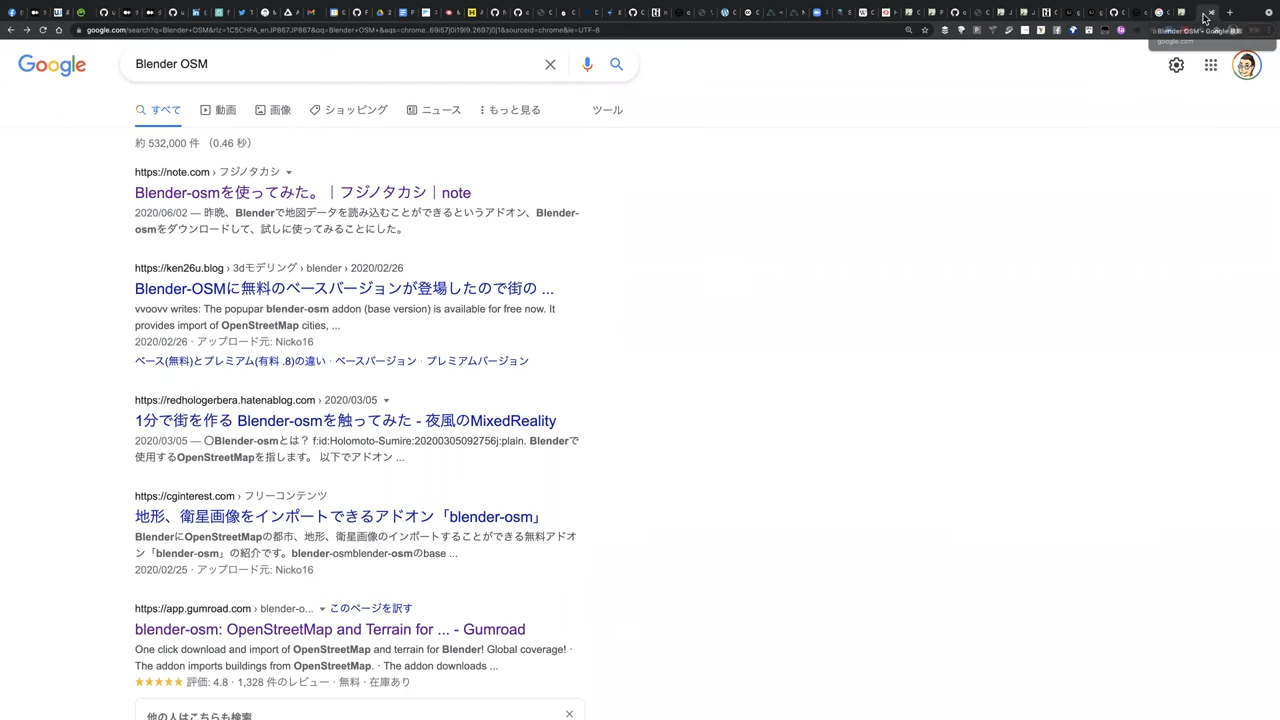 google.com/search?q=Blender+OSM&rlz=1C5CHFA_enJP867JP867&oq=Blender+OSM+&aqs=chrome..69i57j0i19l9.2697j0j1&sourceid=chrome&ie=UTF-8
Blender OSM - Google 検索
google.com
Google
Blender OSM
すべて
動画
画像
ショッピング
ニュース
もっと見る
ツール
約 532,000 件 （0.46 秒）
https://note.com › フジノタカシ
Blender-osmを使ってみた。｜フジノタカシ｜note
2020/06/02 — 昨晩、Blenderで地図データを読み込むことができるというアドオン、Blender-
osmをダウンロードして、試しに使ってみることにした。
https://ken26u.blog › 3dモデリング › blender › 2020/02/26
Blender-OSMに無料のベースバージョンが登場したので街の ...
vvoovv writes: The popupar blender-osm addon (base version) is available for free now. It
provides import of OpenStreetMap cities, ...
2020/02/26 · アップロード元: Nicko16
ベース(無料)とプレミアム(有料 .8)の違い · ベースバージョン · プレミアムバージョン
https://redhologerbera.hatenablog.com › 2020/03/05
1分で街を作る Blender-osmを触ってみた - 夜風のMixedReality
2020/03/05 — 〇Blender-osmとは？ f:id:Holomoto-Sumire:20200305092756j:plain. Blenderで
使用するOpenStreetMapを指します。 以下でアドオン ...
https://cginterest.com › フリーコンテンツ
地形、衛星画像をインポートできるアドオン「blender-osm」
BlenderにOpenStreetMapの都市、地形、衛星画像のインポートすることができる無料アドオ
ン「blender-osm」の紹介です。blender-osmblender-osmのbase ...
2020/02/25 · アップロード元: Nicko16
https://app.gumroad.com › blender-o... このページを訳す
blender-osm: OpenStreetMap and Terrain for ... - Gumroad
One click download and import of OpenStreetMap and terrain for Blender! Global coverage! ·
The addon imports buildings from OpenStreetMap. · The addon downloads ...
★★★★★ 評価: 4.8 · 1,328 件のレビュー · 無料 · 在庫あり
他の人はこちらも検索